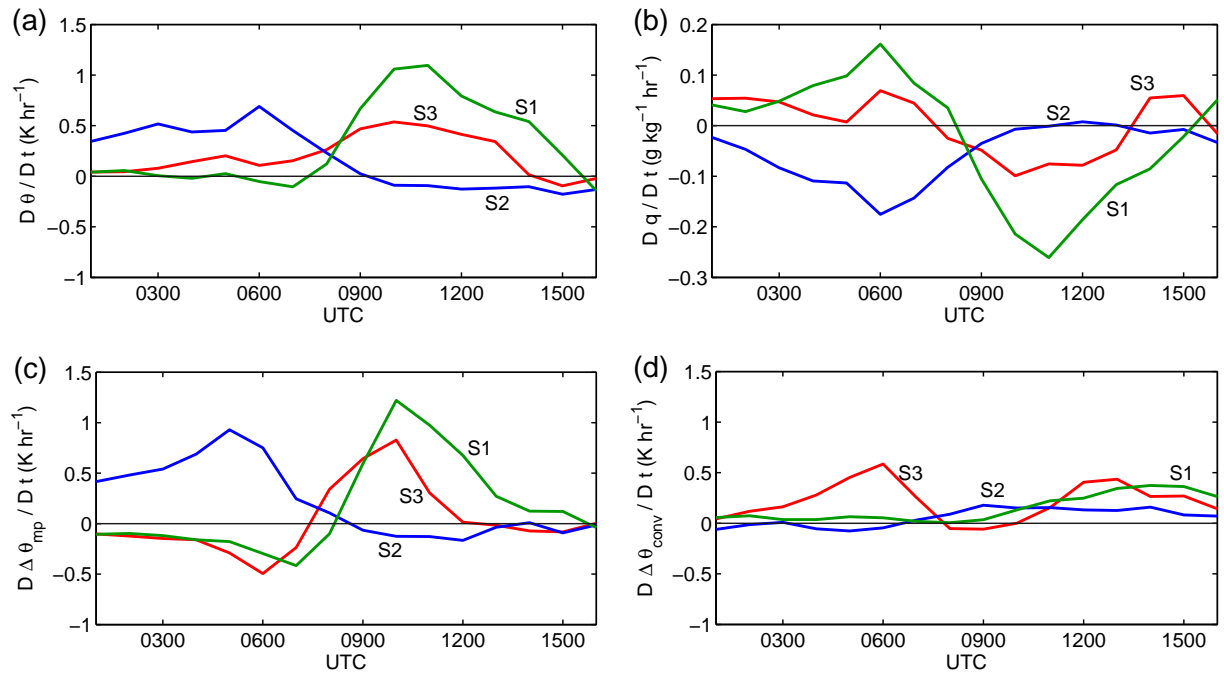 (a)
1.5
1
0.5
0
−0.5
−1
D θ / D t (K hr⁻¹)
S3
S1
S2
0300 0600 0900 1200 1500
UTC
(b)
0.2
0.1
0
−0.1
−0.2
−0.3
D q / D t (g kg⁻¹ hr⁻¹)
S3
S2
S1
0300 0600 0900 1200 1500
UTC
(c)
1.5
1
0.5
0
−0.5
−1
D Δ θ_mp / D t (K hr⁻¹)
S1
S3
S2
0300 0600 0900 1200 1500
UTC
(d)
1.5
1
0.5
0
−0.5
−1
D Δ θ_conv / D t (K hr⁻¹)
S3
S2
S1
0300 0600 0900 1200 1500
UTC